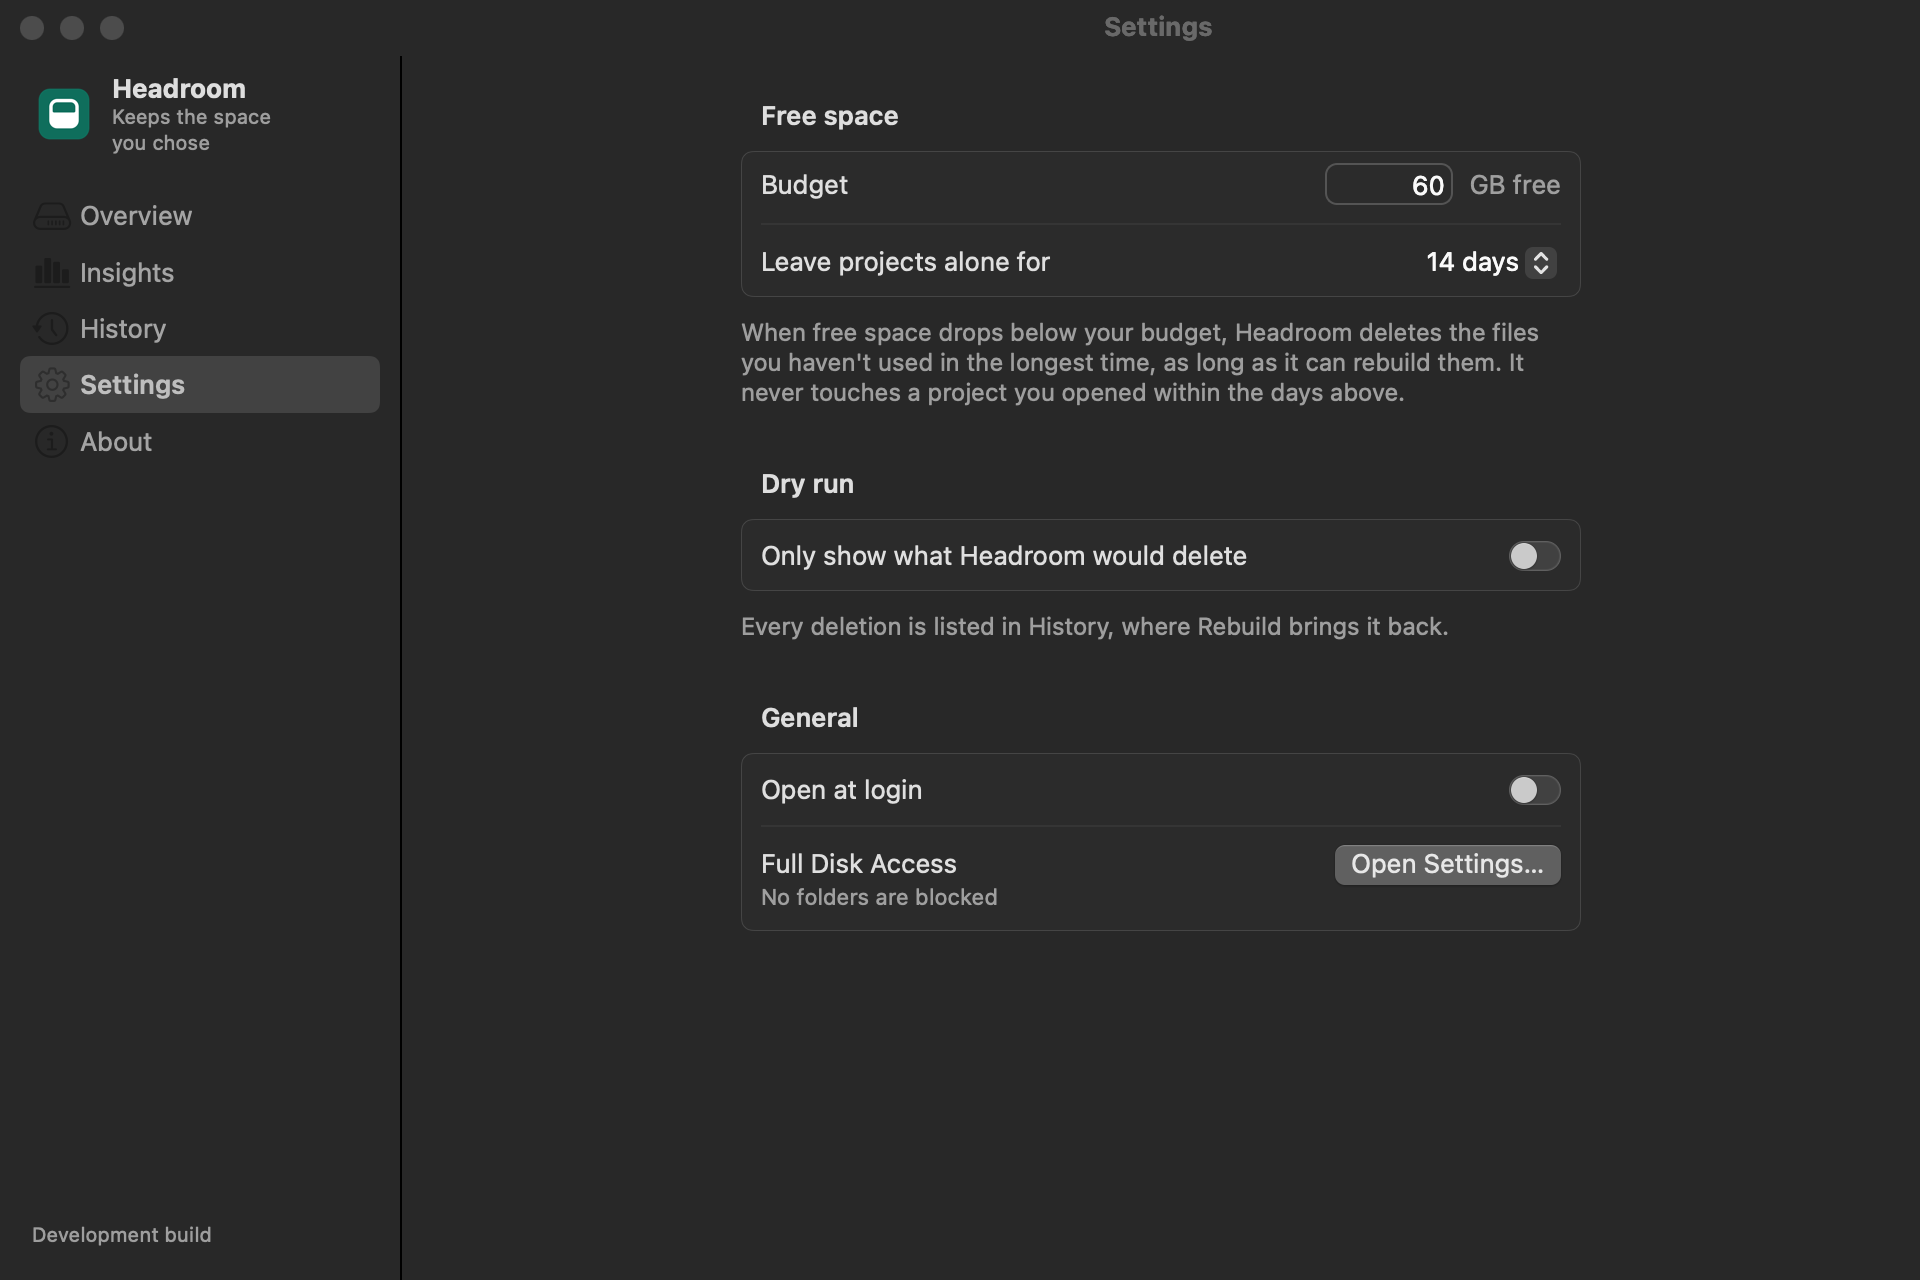 Settings
Headroom
Keeps the space
you chose
Overview
Insights
History
Settings
About
Development build
Free space
Budget 60 GB free
Leave projects alone for 14 days
When free space drops below your budget, Headroom deletes the files
you haven't used in the longest time, as long as it can rebuild them. It
never touches a project you opened within the days above.
Dry run
Only show what Headroom would delete
Every deletion is listed in History, where Rebuild brings it back.
General
Open at login
Full Disk Access Open Settings...
No folders are blocked